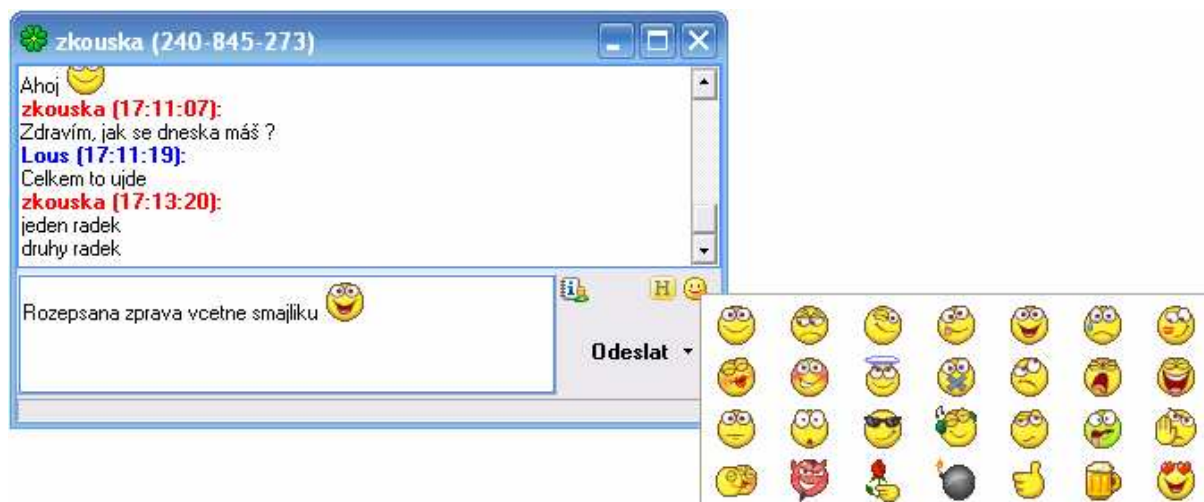 zkouska (240-845-273)
Ahoj
zkouska (17:11:07):
Zdravím, jak se dneska máš ?
Lous (17:11:19):
Celkem to ujde
zkouska (17:13:20):
jeden radek
druhy radek
Rozepsana zprava vcetne smajliku
H
Odeslat